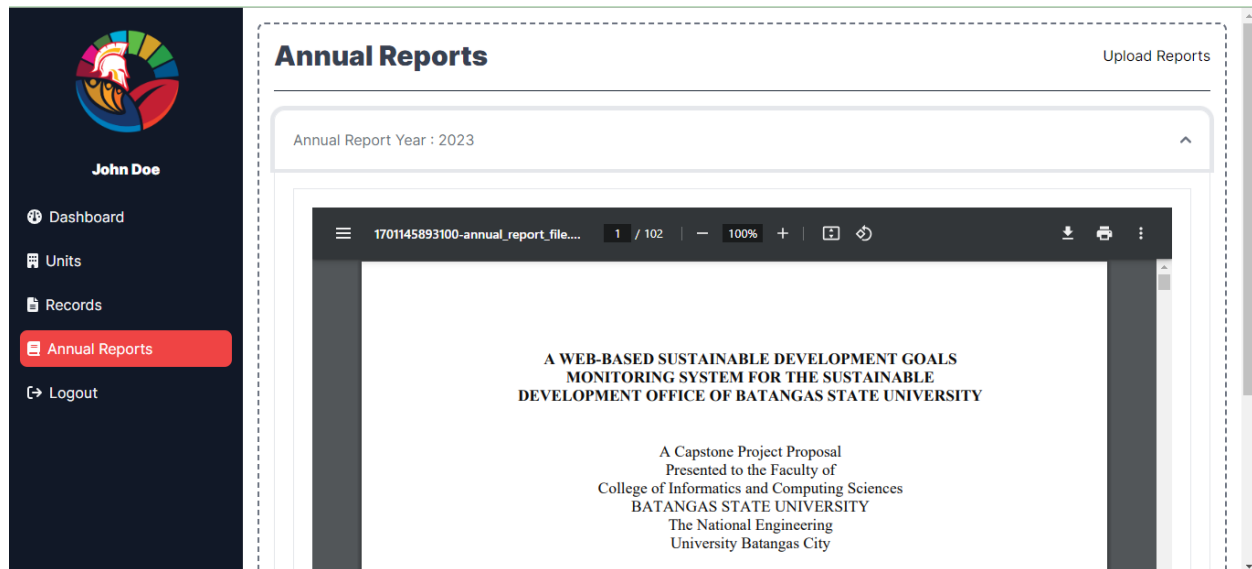 John Doe
Dashboard
Units
Records
Annual Reports
Logout
Annual Reports
Upload Reports
Annual Report Year : 2023
1701145893100-annual_report_file.... 1 / 102 100%
A WEB-BASED SUSTAINABLE DEVELOPMENT GOALS
MONITORING SYSTEM FOR THE SUSTAINABLE
DEVELOPMENT OFFICE OF BATANGAS STATE UNIVERSITY
A Capstone Project Proposal
Presented to the Faculty of
College of Informatics and Computing Sciences
BATANGAS STATE UNIVERSITY
The National Engineering
University Batangas City